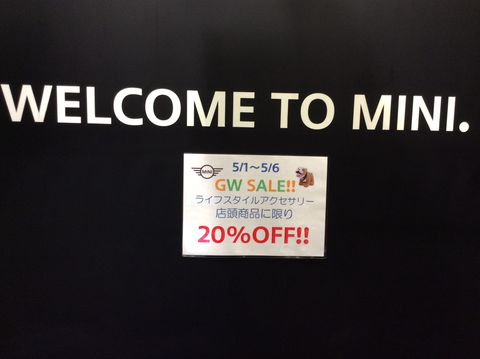 WELCOME TO MINI.
MINI
5/1～5/6
GW SALE!!
ライフスタイルアクセサリー
店頭商品に限り
20%OFF!!